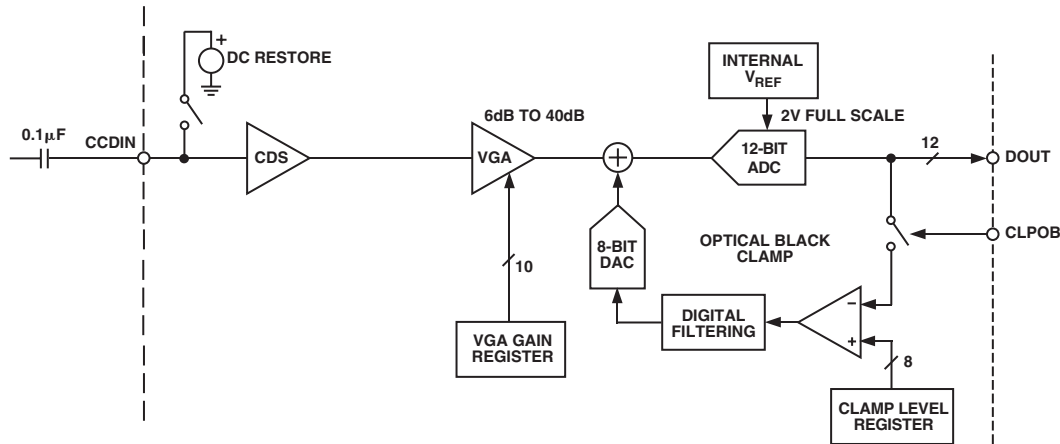 DC RESTORE
+
INTERNAL
VREF
0.1µF
CCDIN
6dB TO 40dB
2V FULL SCALE
CDS
VGA
+
12-BIT
ADC
12
DOUT
CLPOB
8-BIT
DAC
OPTICAL BLACK
CLAMP
10
VGA GAIN
REGISTER
DIGITAL
FILTERING
–
+
8
CLAMP LEVEL
REGISTER